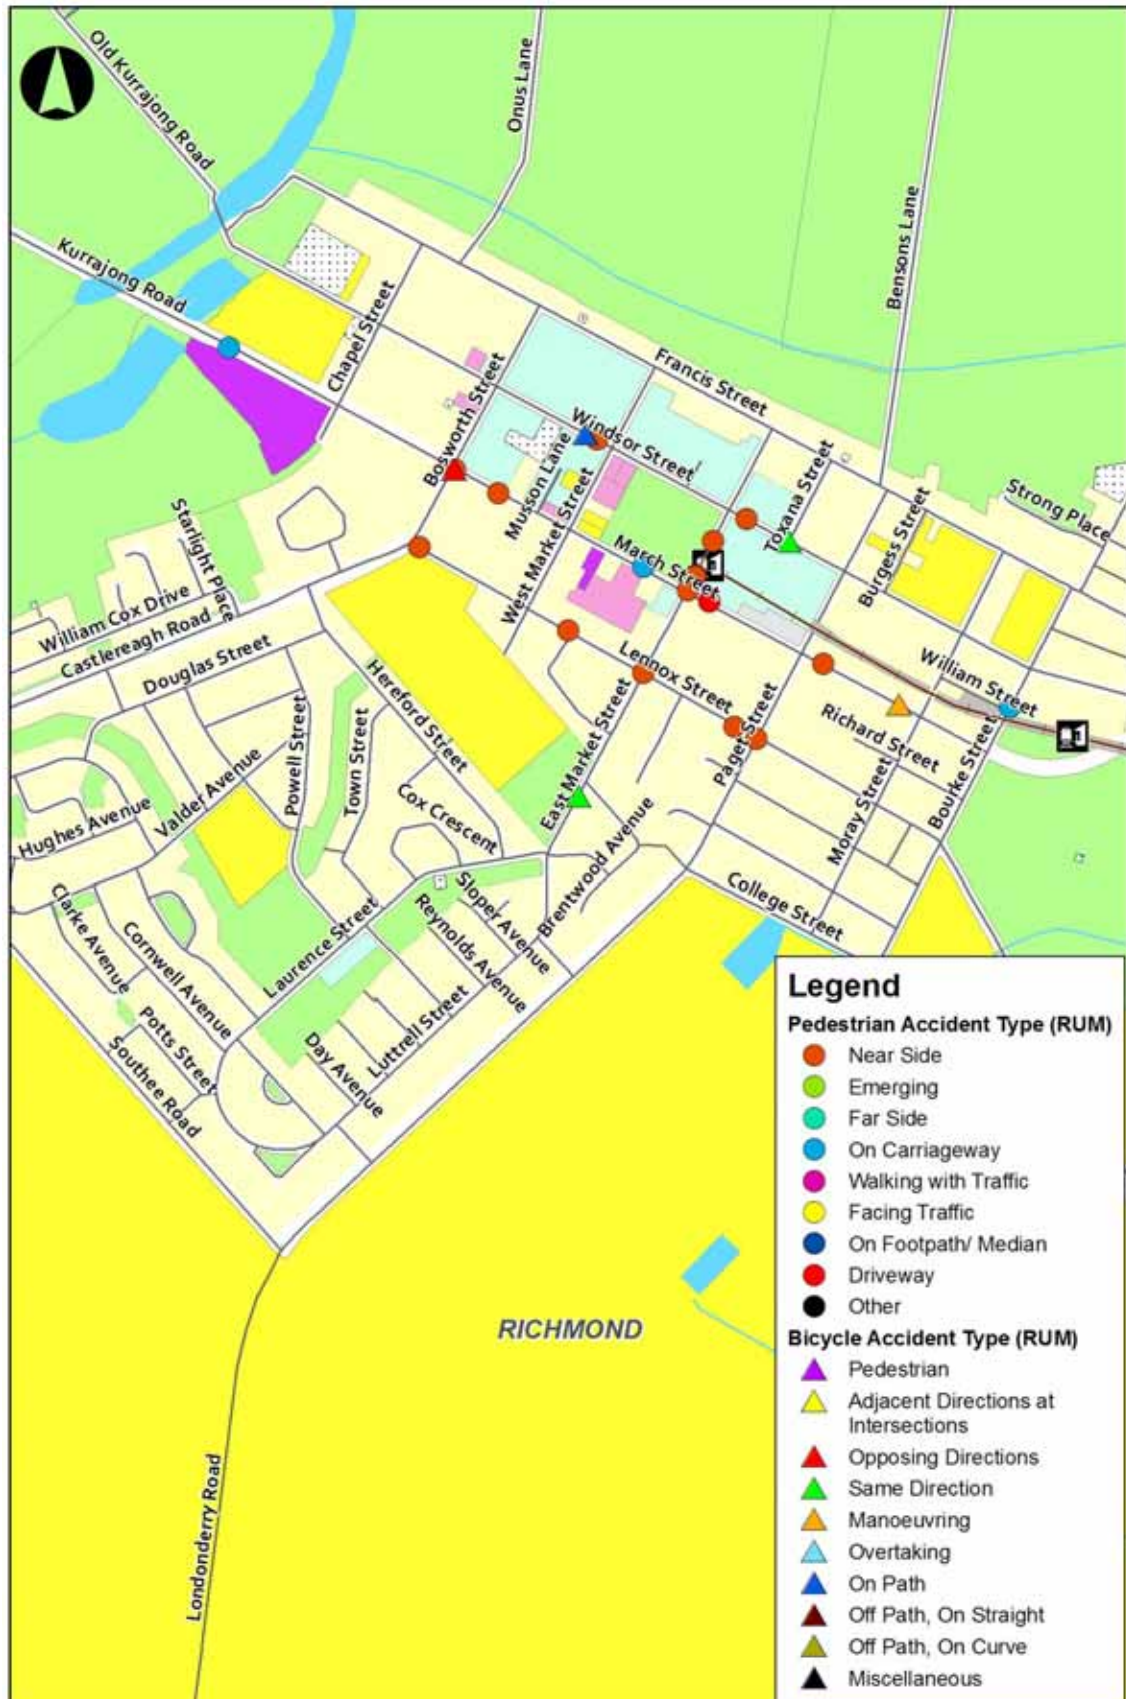 Old Kurrajong Road
Onus Lane
Bensons Lane
Kurrajong Road
Chapel Street
Francis Street
Bosworth Street
Windsor Street
Musson Lane
Toxana Street
Strong Place
Starlight Place
West Market Street
March Street
Burgess Street
William Cox Drive
Castlereagh Road
Douglas Street
Lennox Street
William Street
Hereford Street
Richard Street
Powell Street
Town Street
East Market Street
Paget Street
Moray Street
Bourke Street
Valder Avenue
Hughes Avenue
Cox Crescent
Brentwood Avenue
College Street
Clarke Avenue
Cornwell Avenue
Laurence Street
Sloper Avenue
Reynolds Avenue
Potts Street
Luttrell Street
Day Avenue
Southee Road
RICHMOND
Londonderry Road
Legend
Pedestrian Accident Type (RUM)
Near Side
Emerging
Far Side
On Carriageway
Walking with Traffic
Facing Traffic
On Footpath/ Median
Driveway
Other
Bicycle Accident Type (RUM)
Pedestrian
Adjacent Directions at
Intersections
Opposing Directions
Same Direction
Manoeuvring
Overtaking
On Path
Off Path, On Straight
Off Path, On Curve
Miscellaneous